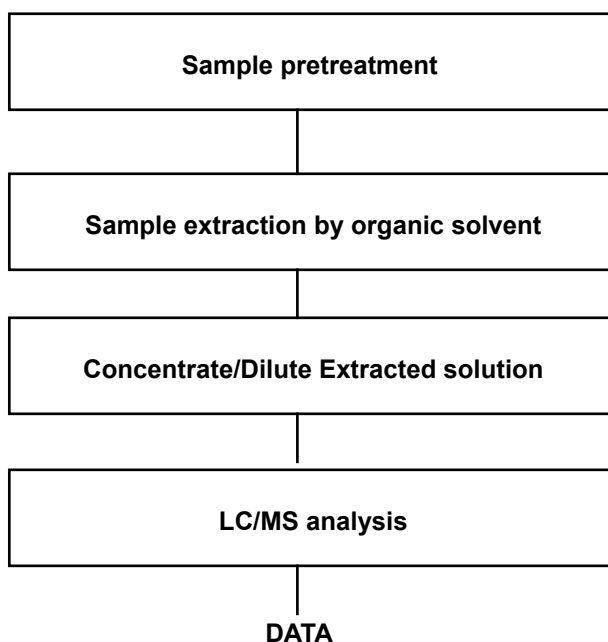 Sample pretreatment
Sample extraction by organic solvent
Concentrate/Dilute Extracted solution
LC/MS analysis
DATA